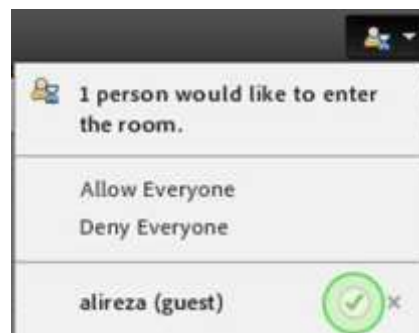 1 person would like to enter
the room.
Allow Everyone
Deny Everyone
alireza (guest)